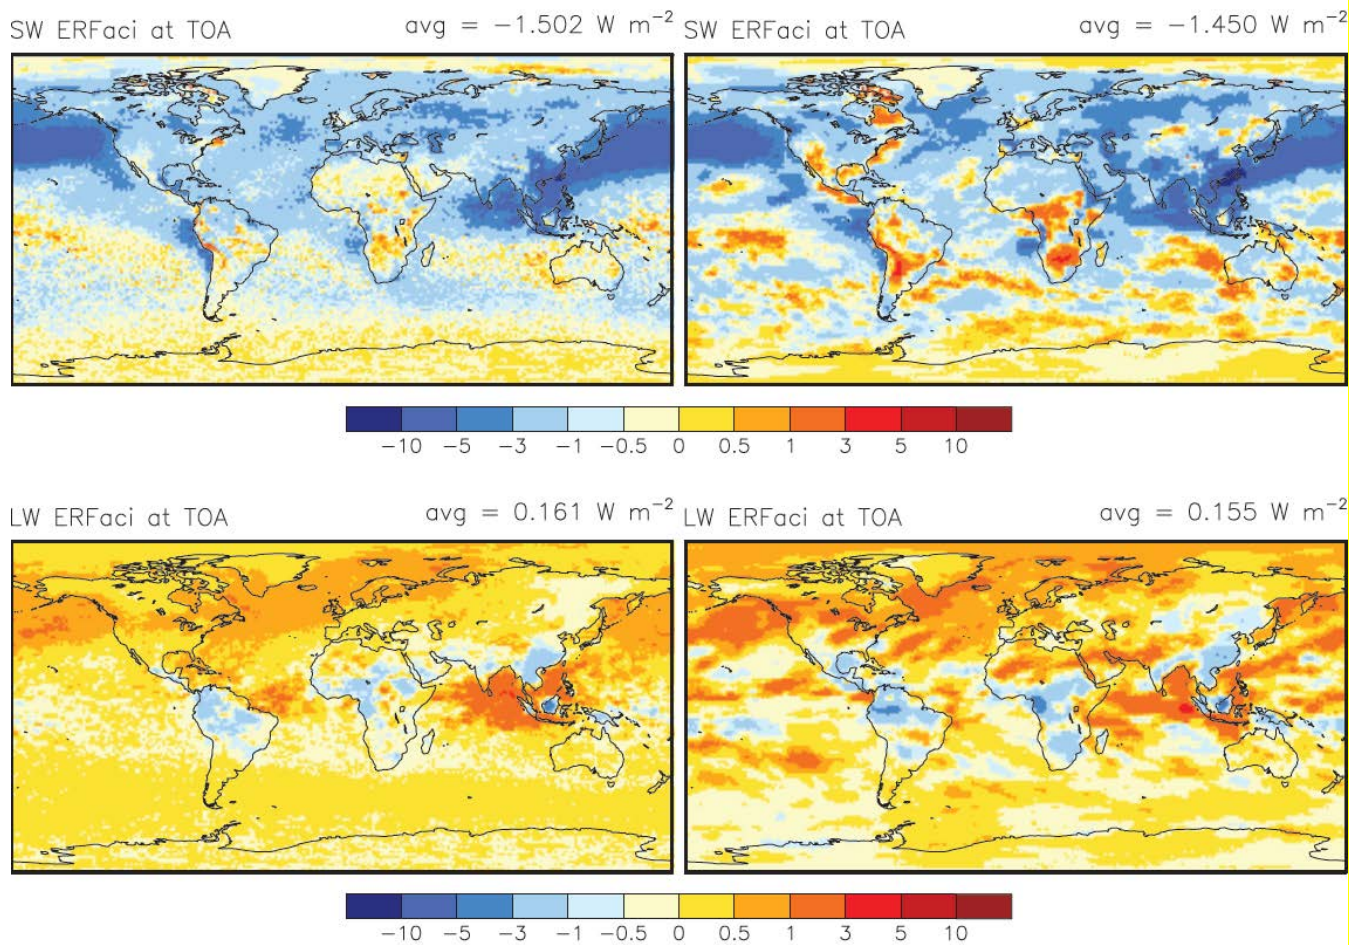 SW ERFaci at TOA avg = −1.502 W m⁻²
SW ERFaci at TOA avg = −1.450 W m⁻²
−10 −5 −3 −1 −0.5 0 0.5 1 3 5 10
LW ERFaci at TOA avg = 0.161 W m⁻²
LW ERFaci at TOA avg = 0.155 W m⁻²
−10 −5 −3 −1 −0.5 0 0.5 1 3 5 10